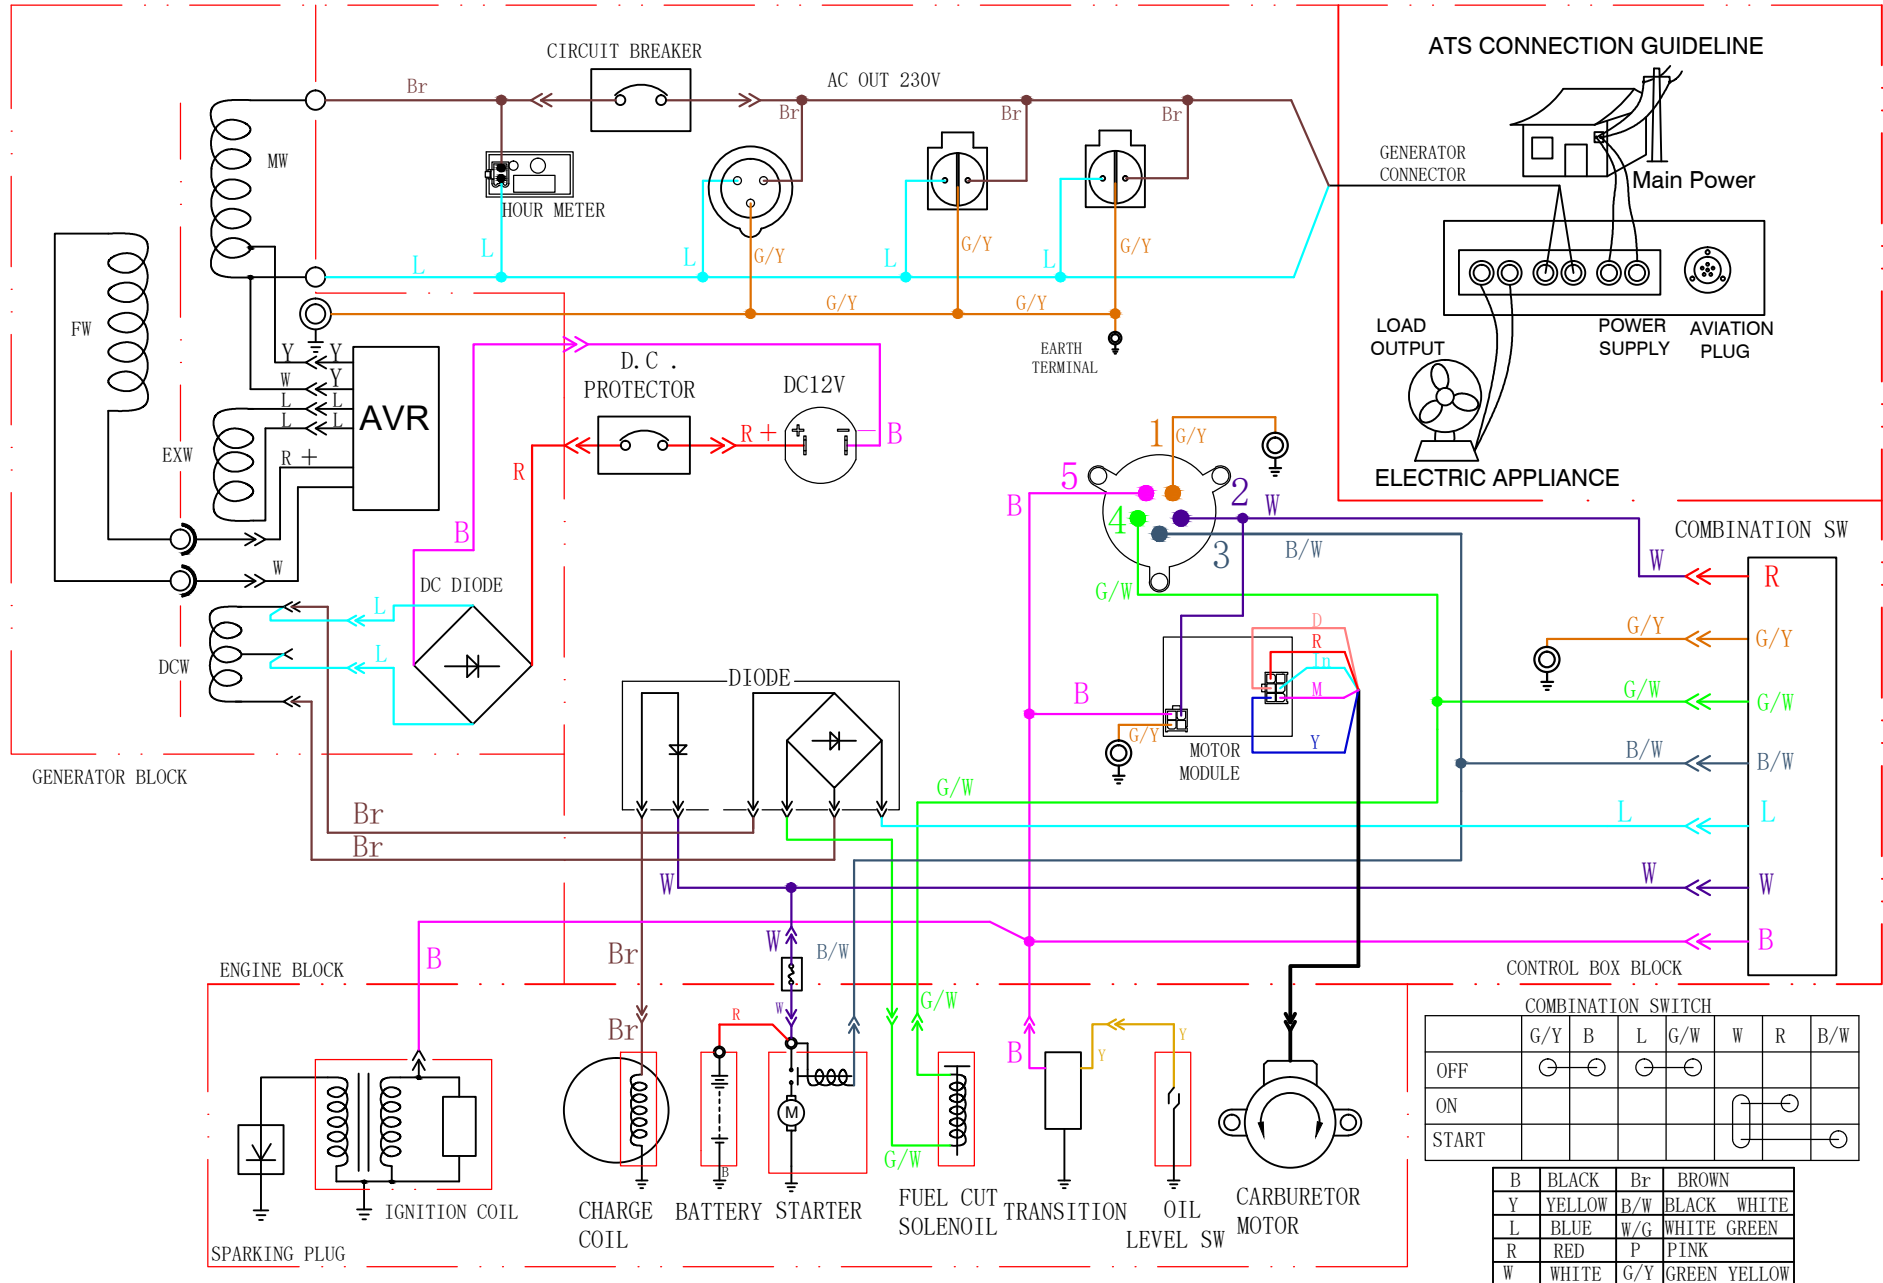 CIRCUIT BREAKER
AC OUT 230V
ATS CONNECTION GUIDELINE
Br
Br
Br
Br
MW
HOUR METER
GENERATOR
CONNECTOR
Main Power
L
L
L
L
L
G/Y
G/Y
G/Y
G/Y
G/Y
FW
EARTH
TERMINAL
LOAD
OUTPUT
POWER
SUPPLY
AVIATION
PLUG
Y
Y
W
Y
L
L
L
L
AVR
EXW
R +
W
D.C .
PROTECTOR
DC12V
R +
+
−
B
R
B
ELECTRIC APPLIANCE
1
G/Y
5
B
2
W
4
3
B/W
G/W
COMBINATION SW
W
R
G/Y
G/Y
G/W
G/W
B/W
B/W
L
L
W
W
B
DC DIODE
L
L
DCW
DIODE
D
R
Ln
M
Y
B
G/Y
MOTOR
MODULE
GENERATOR BLOCK
Br
Br
G/W
W
W
B/W
B
Br
ENGINE BLOCK
CONTROL BOX BLOCK
G/W
Br
R
W
B
Y
Y
M
B
G/W
IGNITION COIL
SPARKING PLUG
CHARGE
COIL
BATTERY
STARTER
FUEL CUT
SOLENOIL
TRANSITION
OIL
LEVEL SW
CARBURETOR
MOTOR
COMBINATION SWITCH
G/Y B L G/W W R B/W
OFF
ON
START
B BLACK Br BROWN
Y YELLOW B/W BLACK WHITE
L BLUE W/G WHITE GREEN
R RED P PINK
W WHITE G/Y GREEN YELLOW